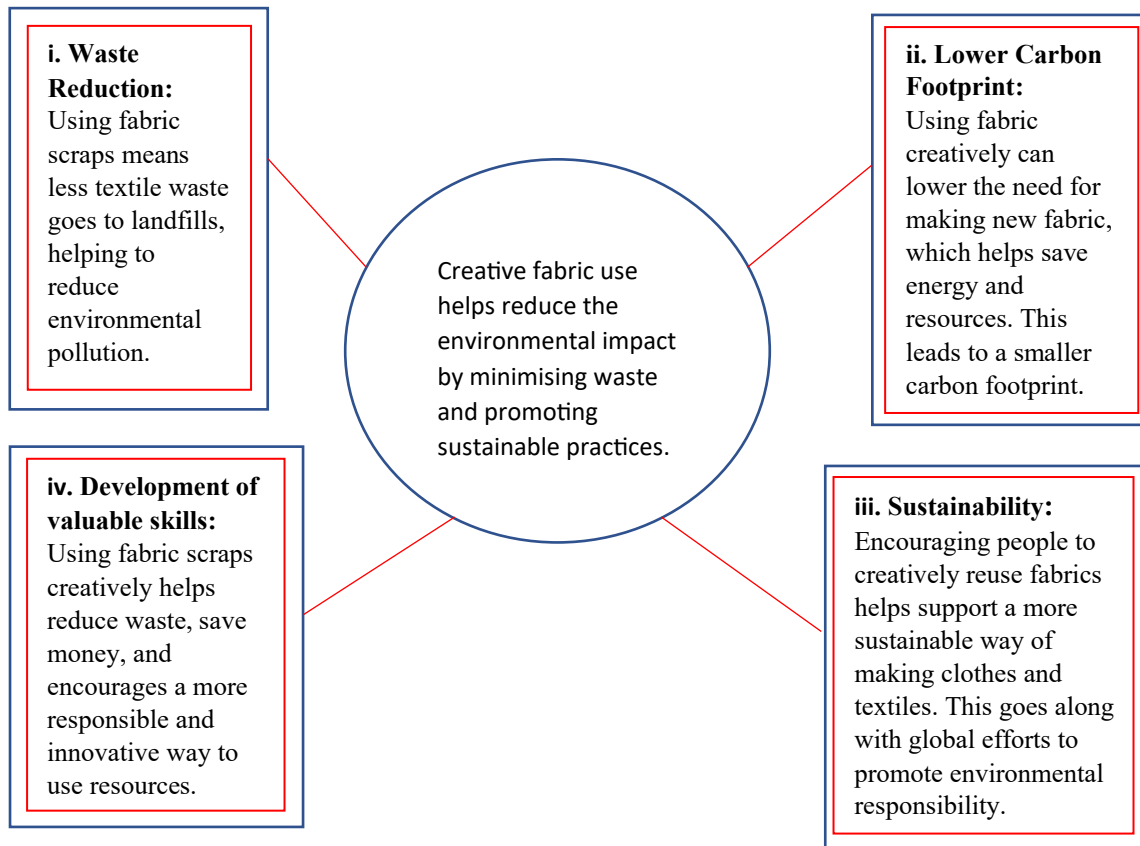 i. Waste
Reduction:
Using fabric
scraps means
less textile waste
goes to landfills,
helping to
reduce
environmental
pollution.
ii. Lower Carbon
Footprint:
Using fabric
creatively can
lower the need for
making new fabric,
which helps save
energy and
resources. This
leads to a smaller
carbon footprint.
Creative fabric use
helps reduce the
environmental impact
by minimising waste
and promoting
sustainable practices.
iii. Sustainability:
Encouraging people to
creatively reuse fabrics
helps support a more
sustainable way of
making clothes and
textiles. This goes along
with global efforts to
promote environmental
responsibility.
iv. Development of
valuable skills:
Using fabric scraps
creatively helps
reduce waste, save
money, and
encourages a more
responsible and
innovative way to
use resources.